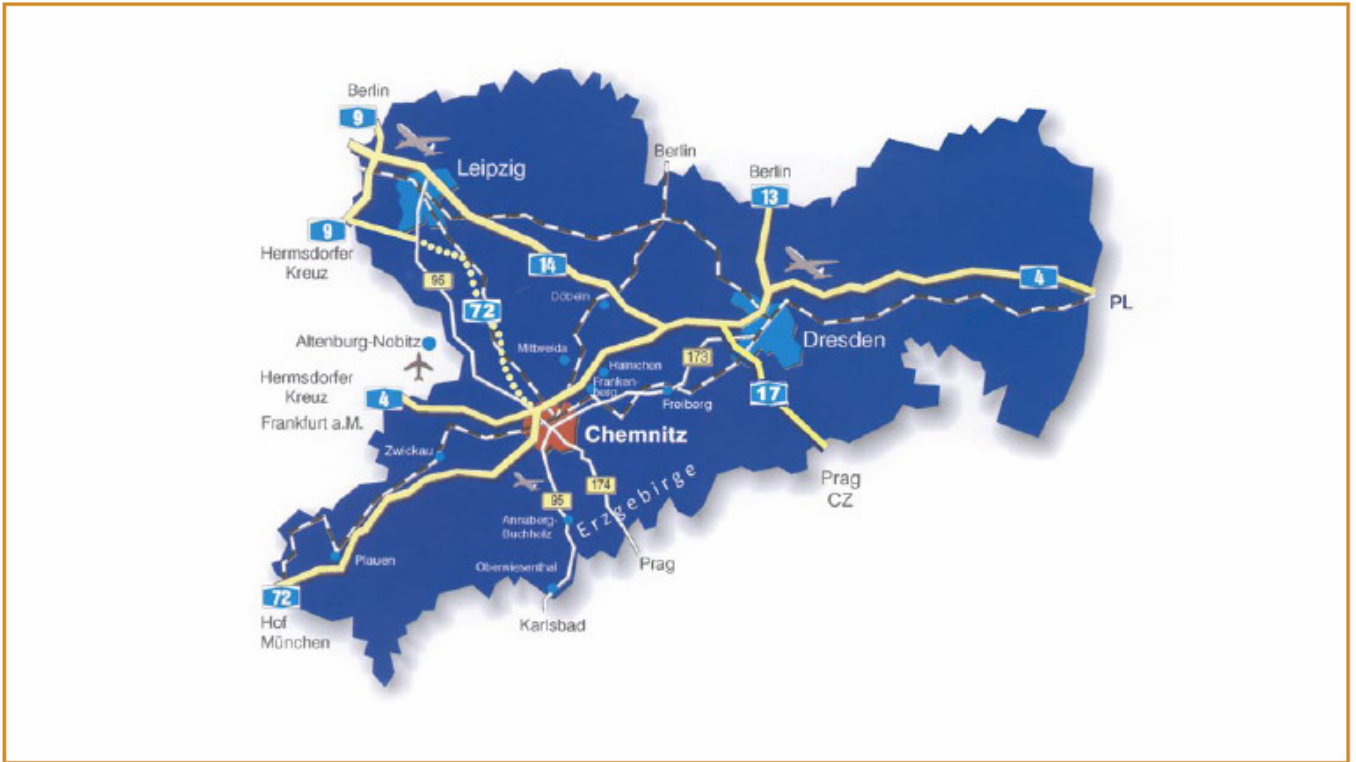 Berlin
9
Leipzig
Berlin
Berlin
13
9
Hermsdorfer
Kreuz
95
14
4
72
Döbeln
PL
Altenburg-Nobitz
Mittweida
Hainichen
173
Dresden
Hermsdorfer
Kreuz
4
Franken-
berg
Freiberg
17
Frankfurt a.M.
Chemnitz
Zwickau
Erzgebirge
174
95
Prag
CZ
Annaberg-
Buchholz
Plauen
Oberwiesenthal
Prag
72
Hof
München
Karlsbad